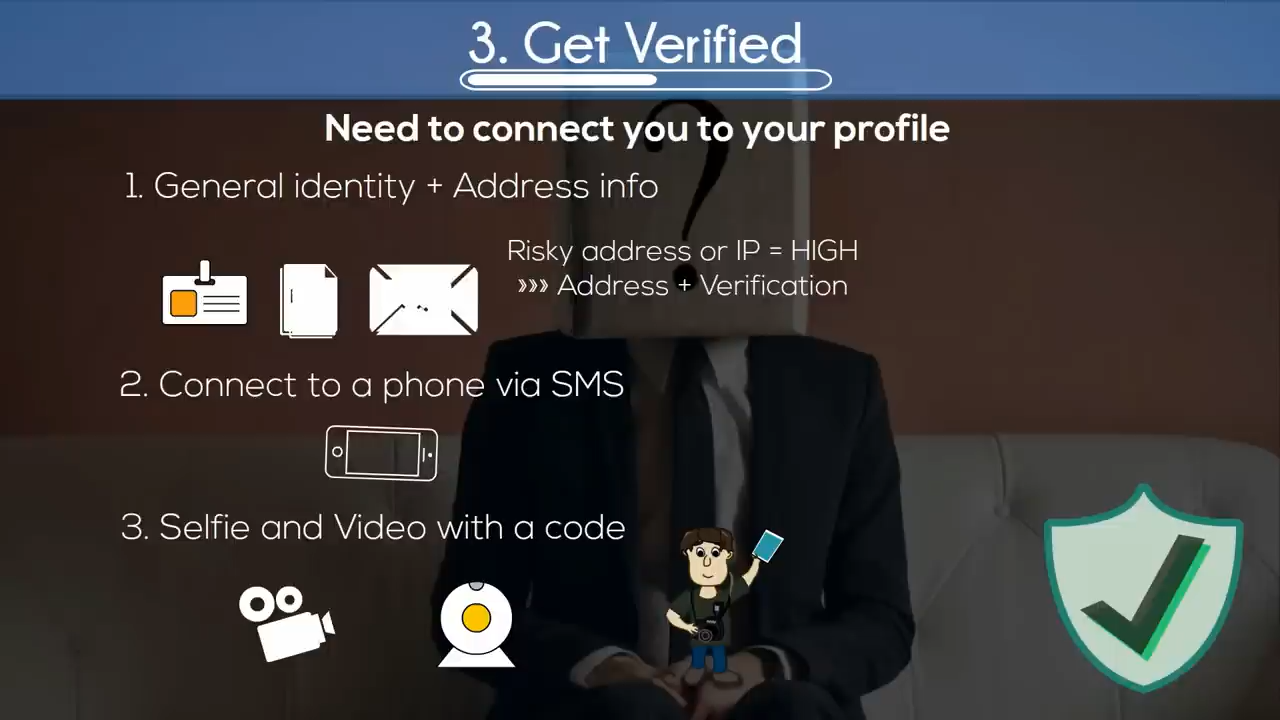 3. Get Verified
Need to connect you to your profile
1. General identity + Address info
Risky address or IP = HIGH
»» Address + Verification
2. Connect to a phone via SMS
3. Selfie and Video with a code
?